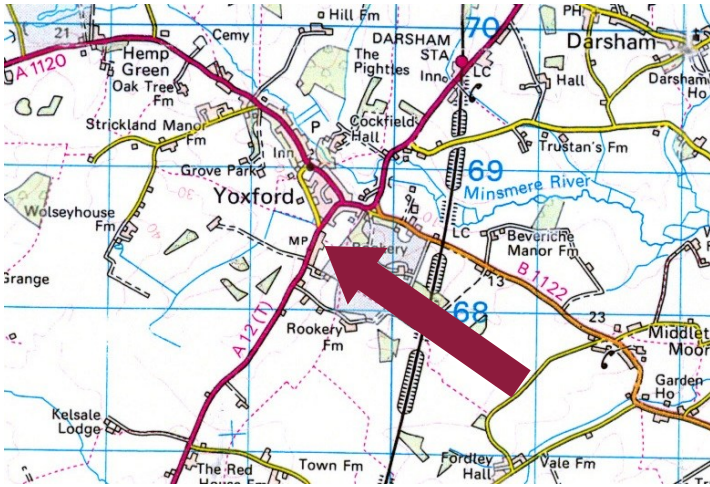 21
Hill Fm
Cemy
70
PH
DARSHAM
STA
Darsham
A 1120
Hemp
Green
Oak Tree
Fm
The
Pightles
Inn
LC
Hall
Darsham
Ho
Strickland Manor
Fm
P
Cockfield
Hall
Trustan's Fm
Inn
Grove Park
69
Minsmere River
30
40
Yoxford
Wolseyhouse
Fm
10
MP
LC
Beveriche
Manor Fm
Grange
B 1122
13
68
23
Middlet
Moor
A 12(T)
Rookery
Fm
Garden
Ho
Kelsale
Lodge
The Red
House Fm
Town Fm
Fordley
Hall
Vale Fm